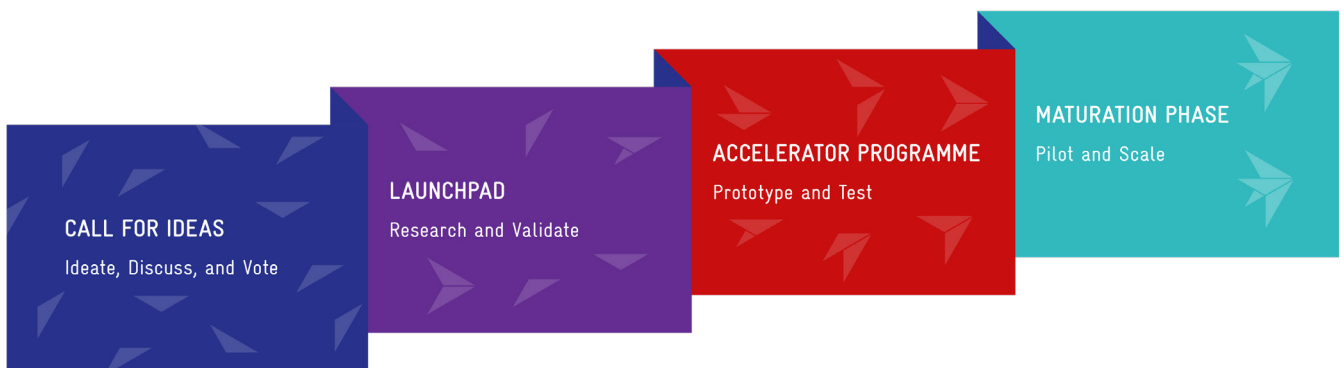 CALL FOR IDEAS
Ideate, Discuss, and Vote
LAUNCHPAD
Research and Validate
ACCELERATOR PROGRAMME
Prototype and Test
MATURATION PHASE
Pilot and Scale